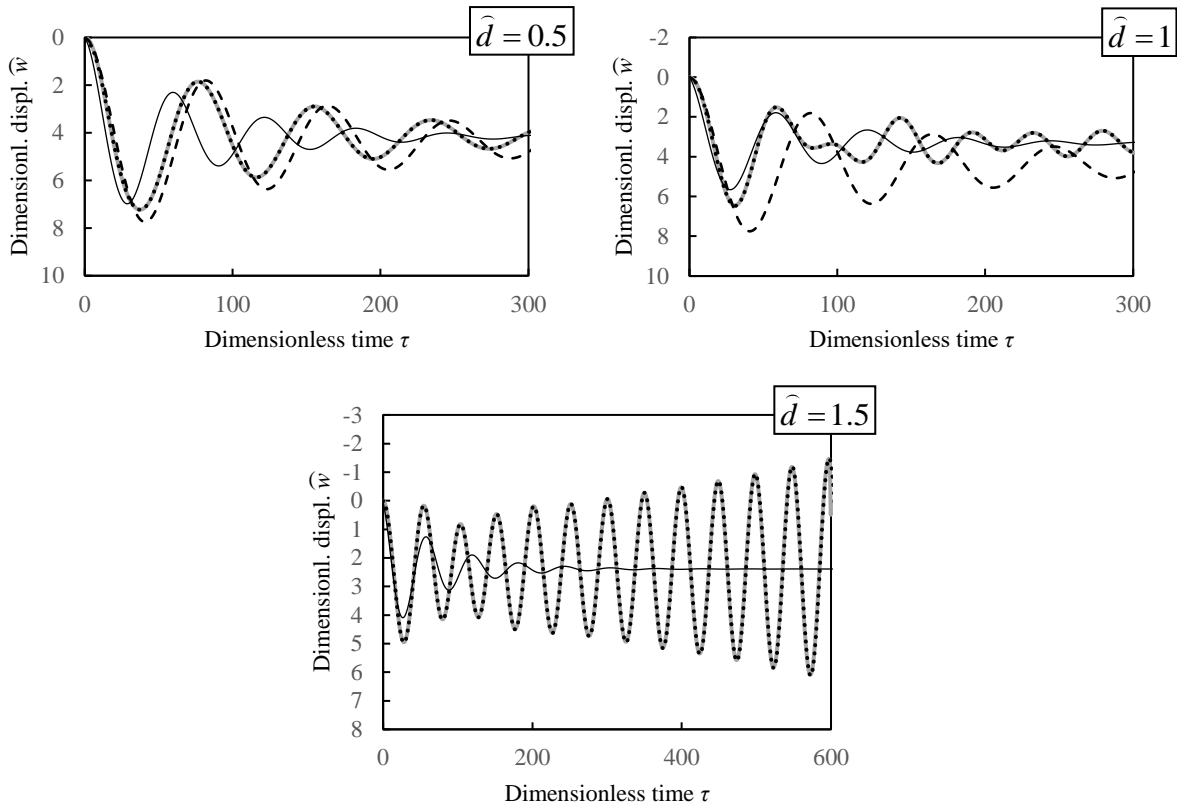 d̂ = 0.5
Dimensionl. displ. ŵ
0
2
4
6
8
10
0 100 200 300
Dimensionless time τ
d̂ = 1
Dimensionl. displ. ŵ
-2
0
2
4
6
8
10
0 100 200 300
Dimensionless time τ
d̂ = 1.5
Dimensionl. displ. ŵ
-3
-2
-1
0
1
2
3
4
5
6
7
8
0 200 400 600
Dimensionless time τ